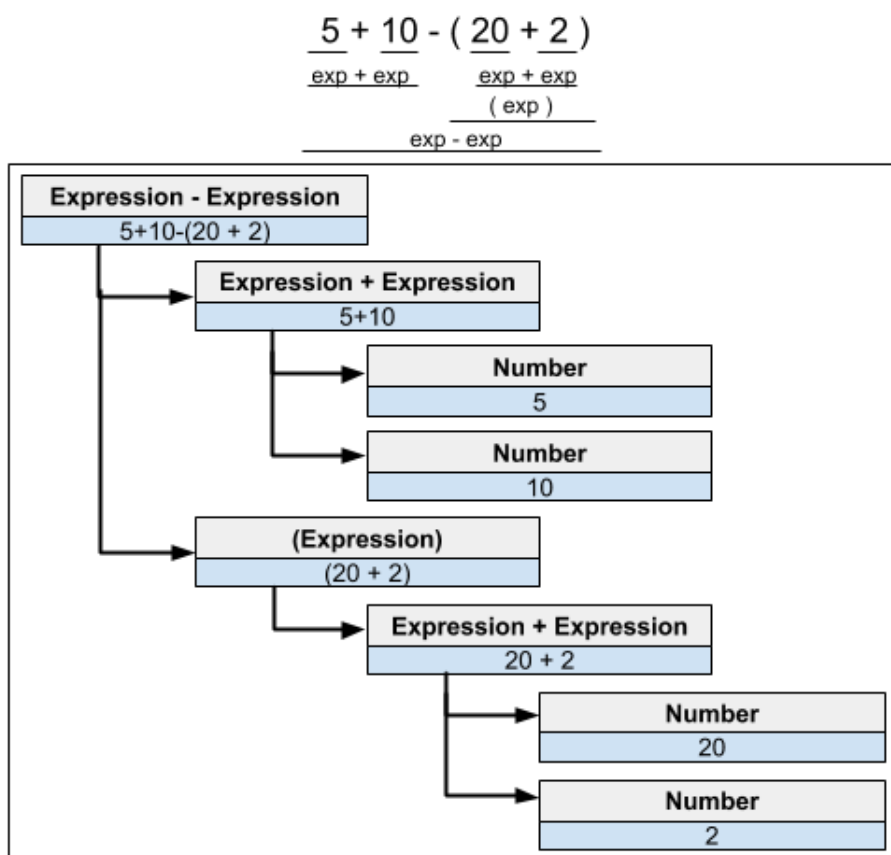 5 + 10 - ( 20 + 2 )
exp + exp exp + exp
( exp )
exp - exp
Expression - Expression
5+10-(20 + 2)
Expression + Expression
5+10
Number
5
Number
10
(Expression)
(20 + 2)
Expression + Expression
20 + 2
Number
20
Number
2